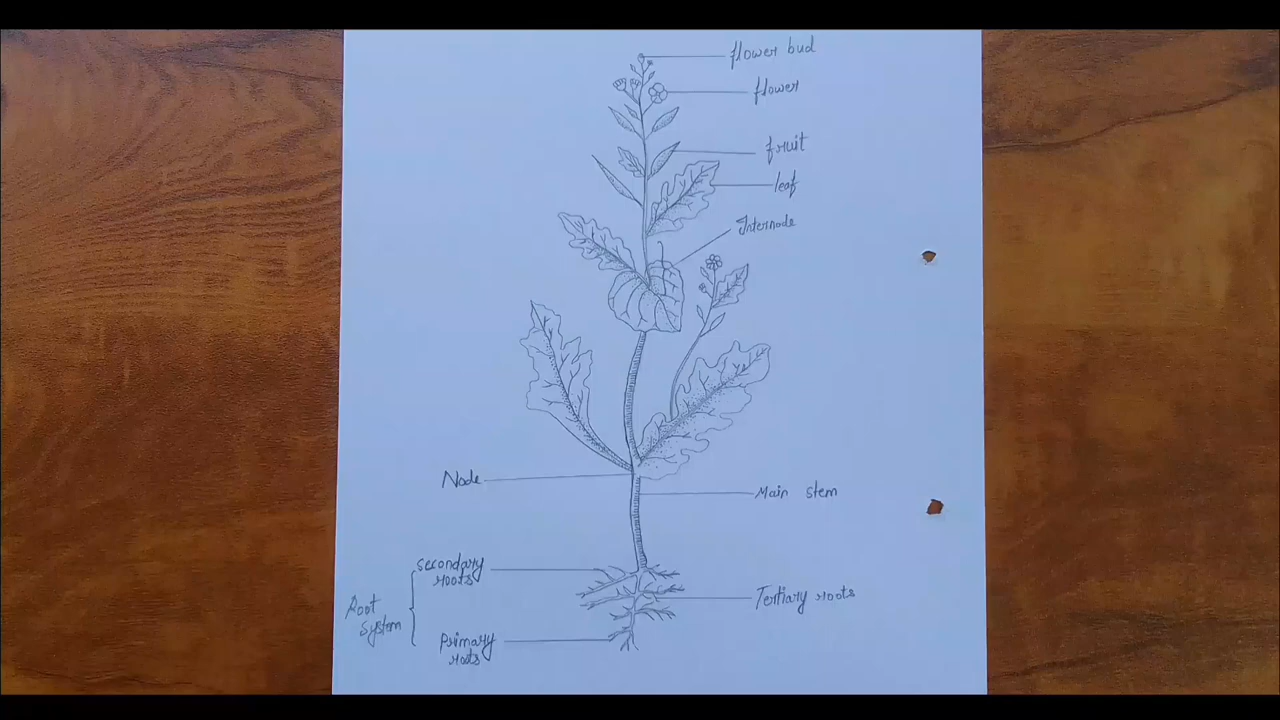 flower bud
flower
fruit
leaf
Internode
Node
Main stem
secondary
roots
Root
system
Tertiary roots
Primary
roots